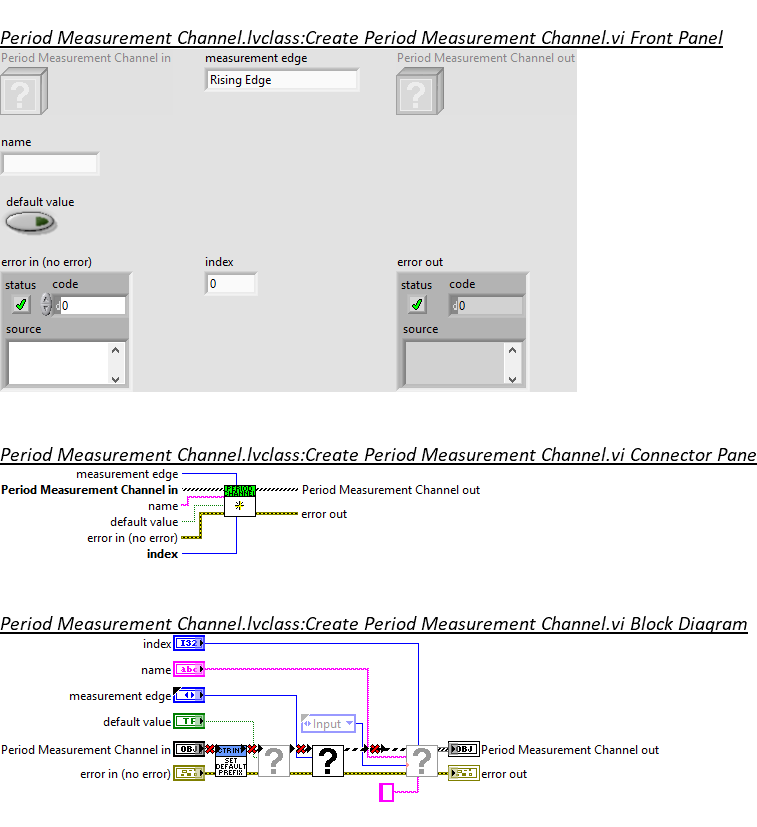 Period Measurement Channel.lvclass:Create Period Measurement Channel.vi Front Panel
Period Measurement Channel in
measurement edge
Period Measurement Channel out
?
Rising Edge
?
name
default value
error in (no error)
index
error out
status
code
0
status
code
d
0
d
0
source
source
Period Measurement Channel.lvclass:Create Period Measurement Channel.vi Connector Pane
measurement edge
Period Measurement Channel in
PERIOD
Period Measurement Channel out
name
default value
error out
error in (no error)
index
Period Measurement Channel.lvclass:Create Period Measurement Channel.vi Block Diagram
index
I32
name
abc
measurement edge
default value
TF
Input
Period Measurement Channel in
OBJ
STRING
SET
DEFAULT
PREFIX
?
?
?
OBJ
Period Measurement Channel out
error in (no error)
error out